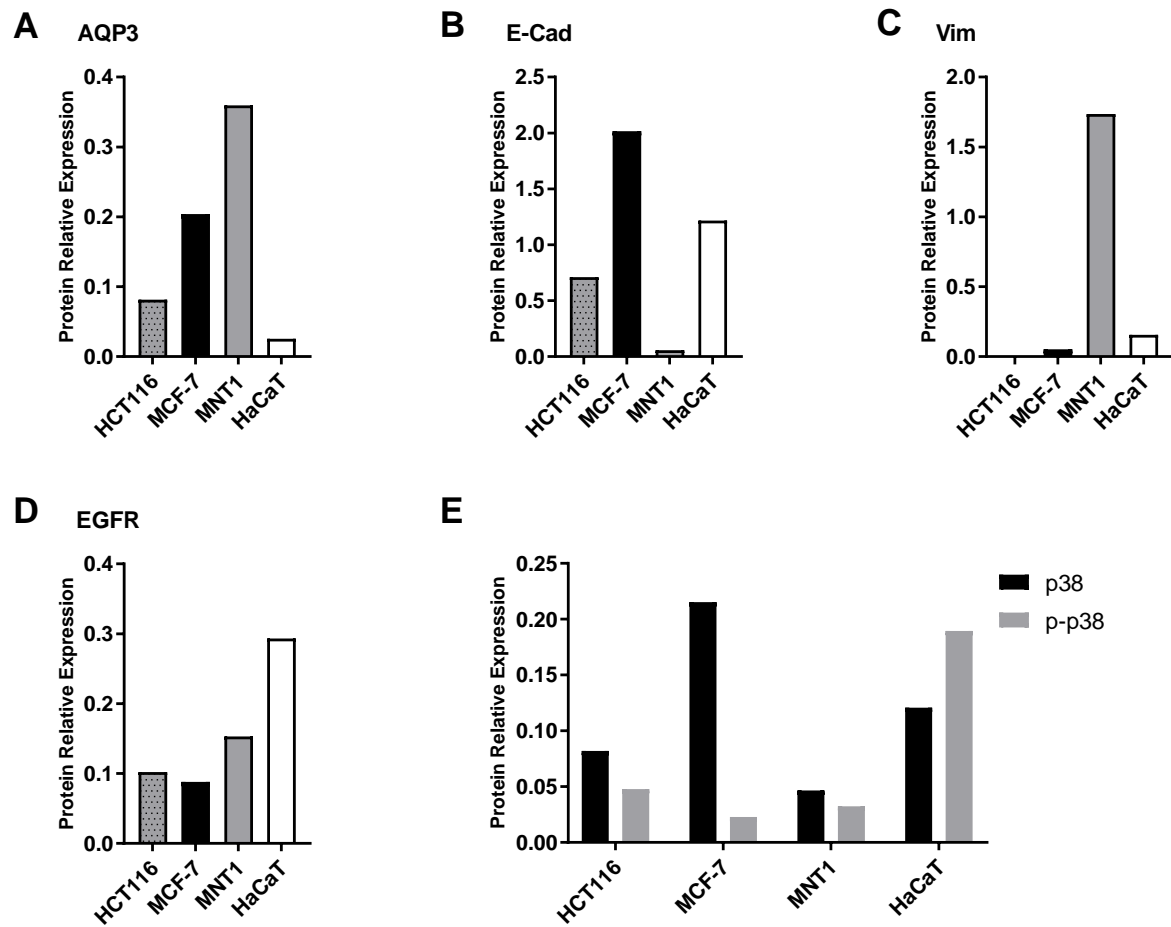 A AQP3
Protein Relative Expression
0.4
0.3
0.2
0.1
0.0
HCT116
MCF-7
MNT1
HaCaT
B E-Cad
Protein Relative Expression
2.5
2.0
1.5
1.0
0.5
0.0
HCT116
MCF-7
MNT1
HaCaT
C Vim
Protein Relative Expression
2.0
1.5
1.0
0.5
0.0
HCT116
MCF-7
MNT1
HaCaT
D EGFR
Protein Relative Expression
0.4
0.3
0.2
0.1
0.0
HCT116
MCF-7
MNT1
HaCaT
E
Protein Relative Expression
0.25
0.20
0.15
0.10
0.05
0.00
HCT116
MCF-7
MNT1
HaCaT
p38
p-p38